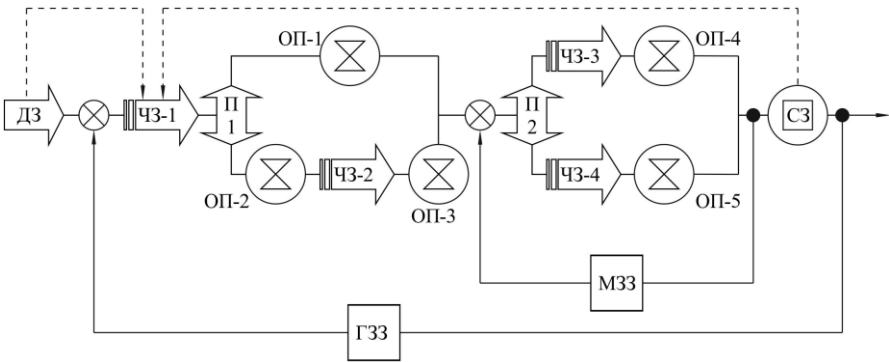 ОП-1
ОП-4
ЧЗ-3
ДЗ
ЧЗ-1
П
1
П
2
СЗ
ЧЗ-2
ЧЗ-4
ОП-2
ОП-3
ОП-5
МЗЗ
ГЗЗ